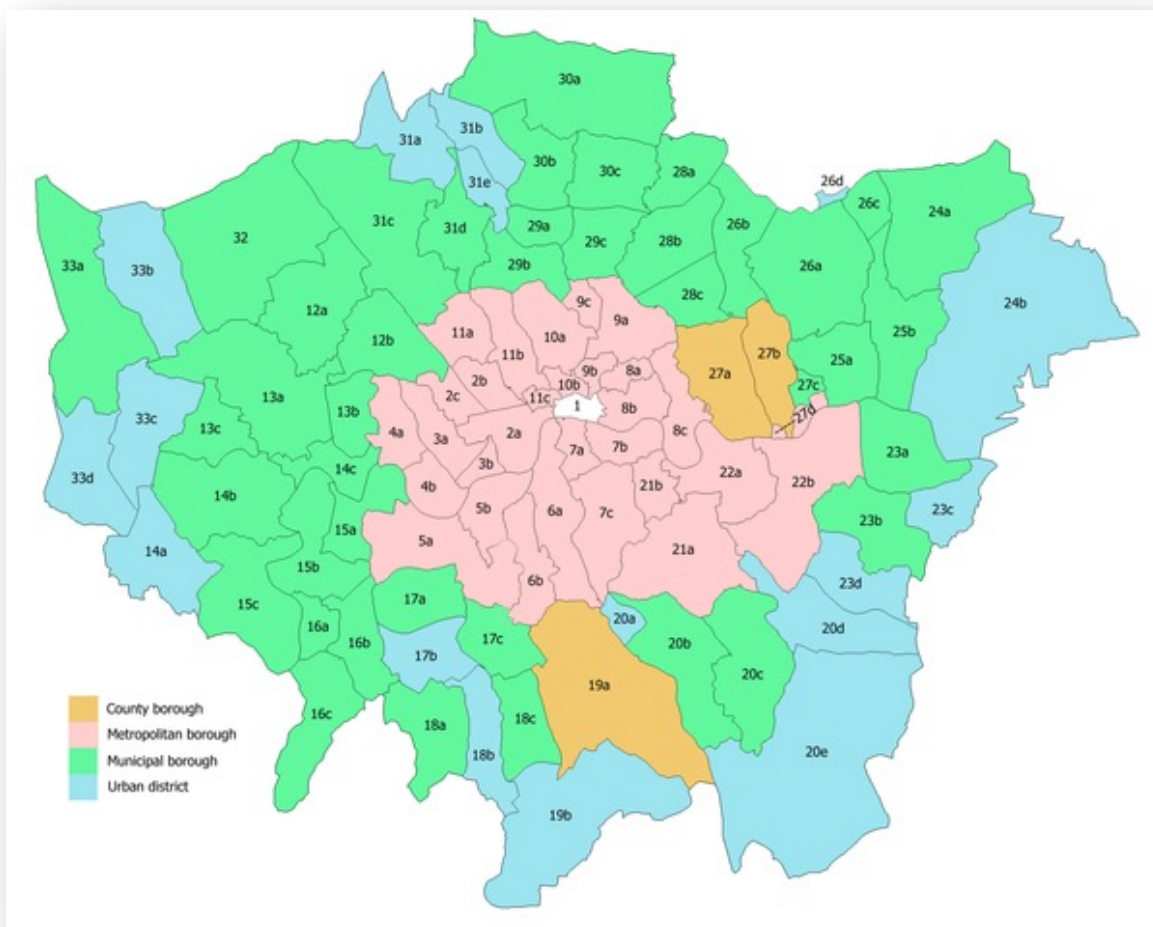 30a
31a
31b
30b
30c
28a
31e
26d
26c
24a
32
31c
31d
29a
29c
28b
26b
33a
33b
29b
26a
12a
28c
24b
9c
9a
12b
11a
10a
25b
11b
27a
27b
25a
13a
2b
9b
8a
10b
27c
2c
11c
33c
13b
1
8b
27d
13c
4a
3a
2a
8c
7a
7b
23a
14c
3b
33d
22a
22b
14b
4b
21b
5b
6a
7c
23c
23b
15a
5a
14a
21a
15b
6b
23d
15c
17a
20a
16a
17c
20d
16b
17b
20b
20c
19a
16c
18a
18c
18b
20e
19b
County borough
Metropolitan borough
Municipal borough
Urban district